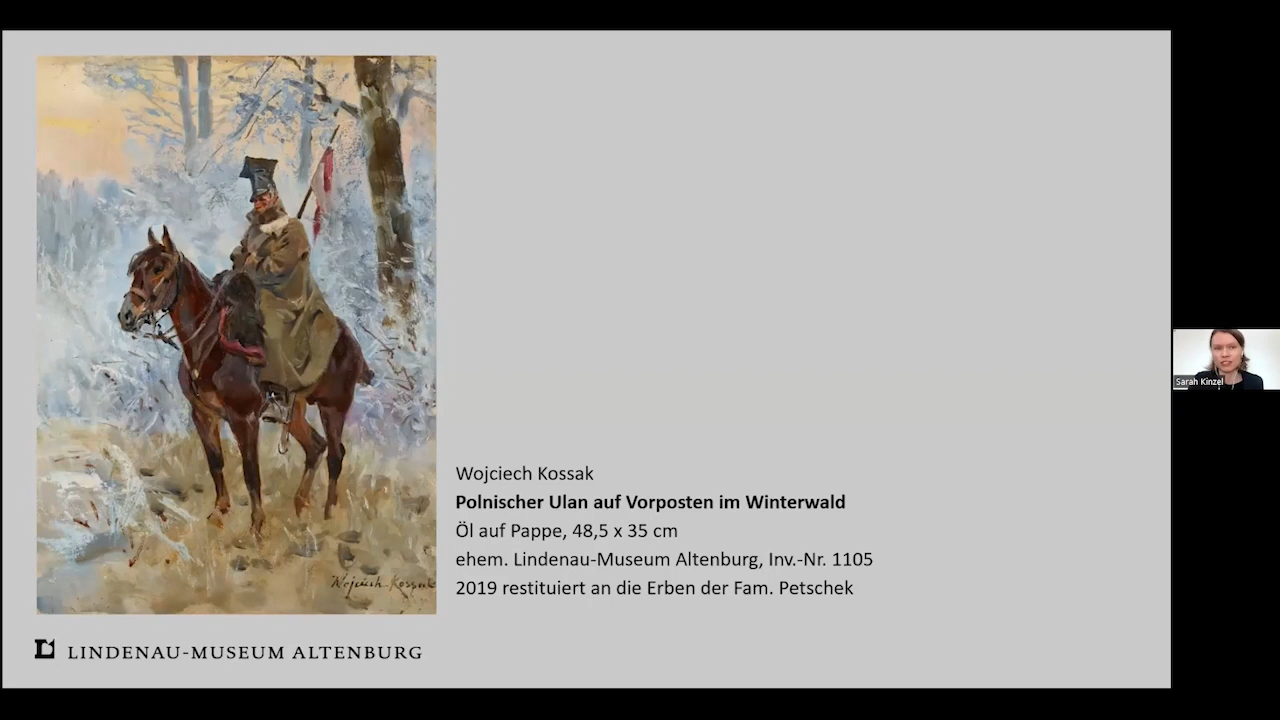 Wojciech Kossak
Polnischer Ulan auf Vorposten im Winterwald
Öl auf Pappe, 48,5 x 35 cm
ehem. Lindenau-Museum Altenburg, Inv.-Nr. 1105
2019 restituiert an die Erben der Fam. Petschek
Wojciech Kossak
LINDENAU-MUSEUM ALTENBURG
Sarah Kinzel